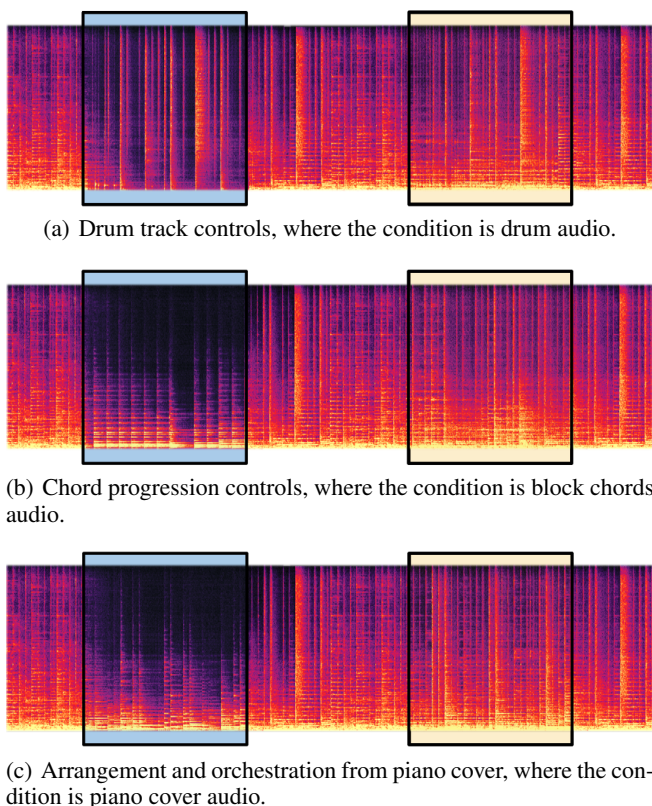 (a) Drum track controls, where the condition is drum audio.
(b) Chord progression controls, where the condition is block chords
audio.
(c) Arrangement and orchestration from piano cover, where the con-
dition is piano cover audio.